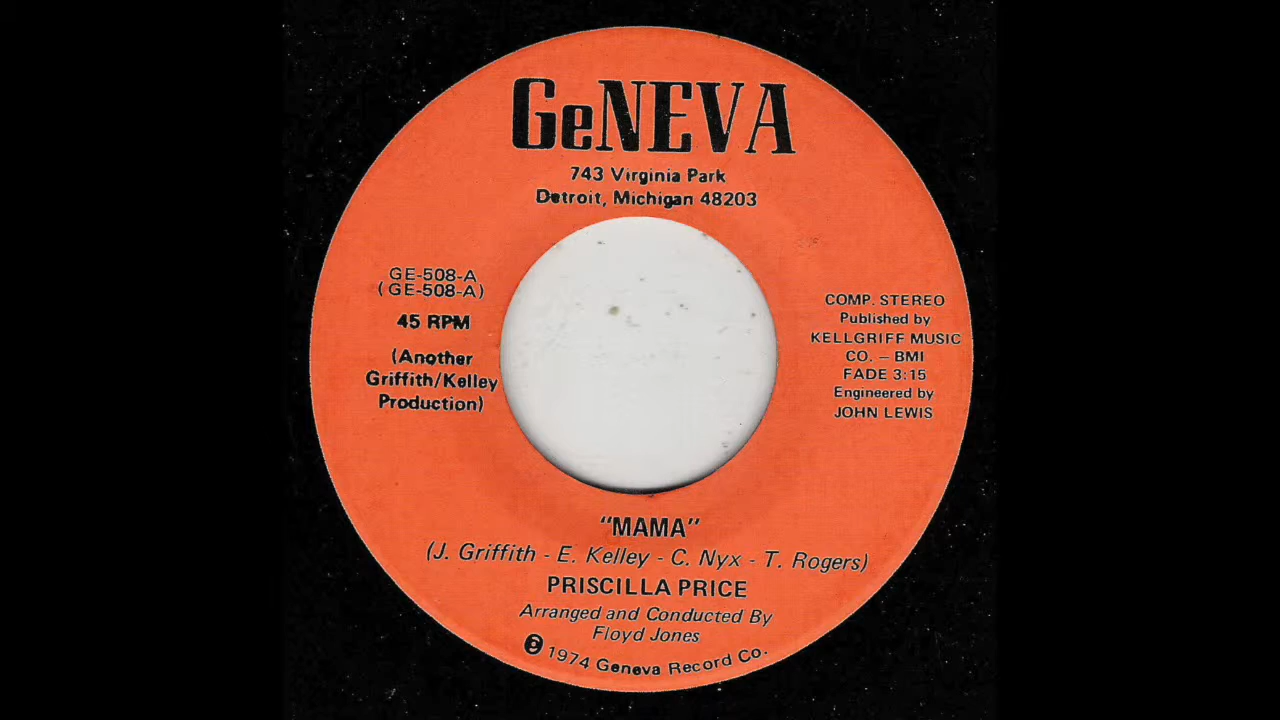 GeNEVA
743 Virginia Park
Detroit, Michigan 48203
GE-508-A
(GE-508-A)
45 RPM
(Another
Griffith/Kelley
Production)
COMP. STEREO
Published by
KELLGRIFF MUSIC
CO. – BMI
FADE 3:15
Engineered by
JOHN LEWIS
"MAMA"
(J. Griffith - E. Kelley - C. Nyx - T. Rogers)
PRISCILLA PRICE
Arranged and Conducted By
Floyd Jones
℗ 1974 Geneva Record Co.